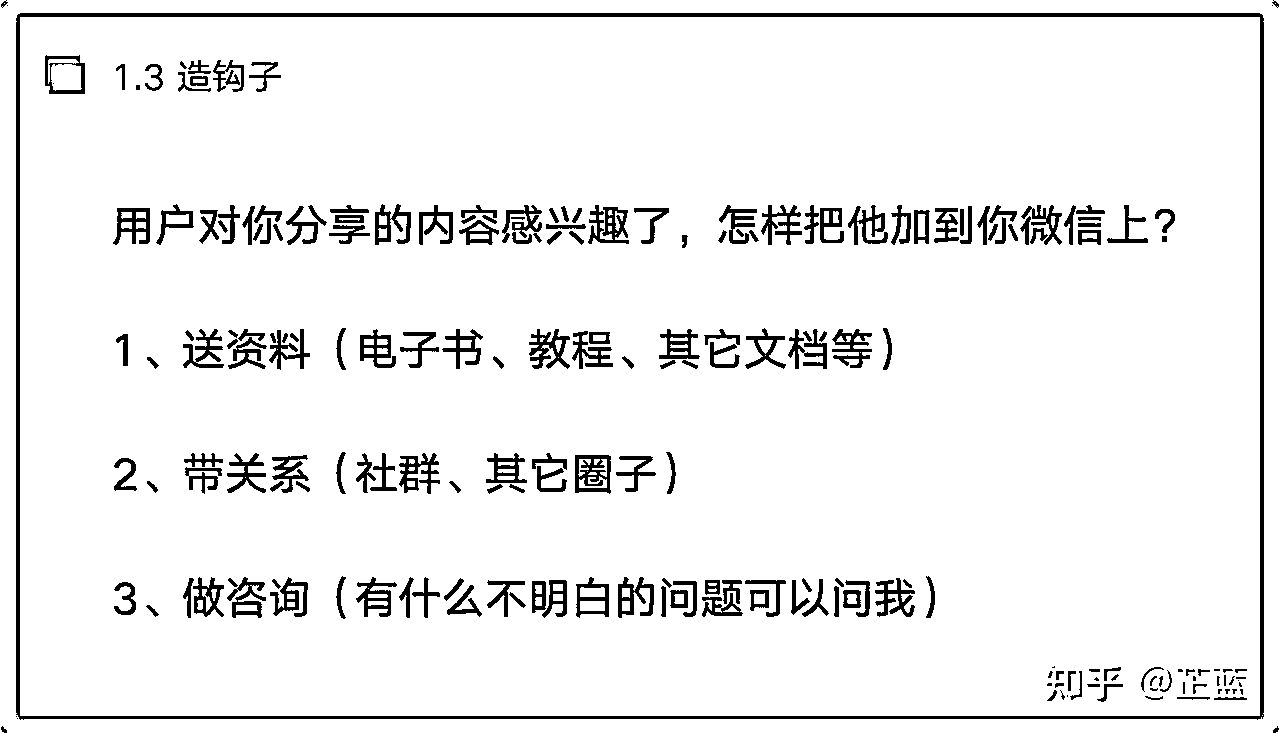 1.3 造钩子
用户对你分享的内容感兴趣了，怎样把他加到你微信上？
1、送资料（电子书、教程、其它文档等）
2、带关系（社群、其它圈子）
3、做咨询（有什么不明白的问题可以问我）
知乎 @芷蓝